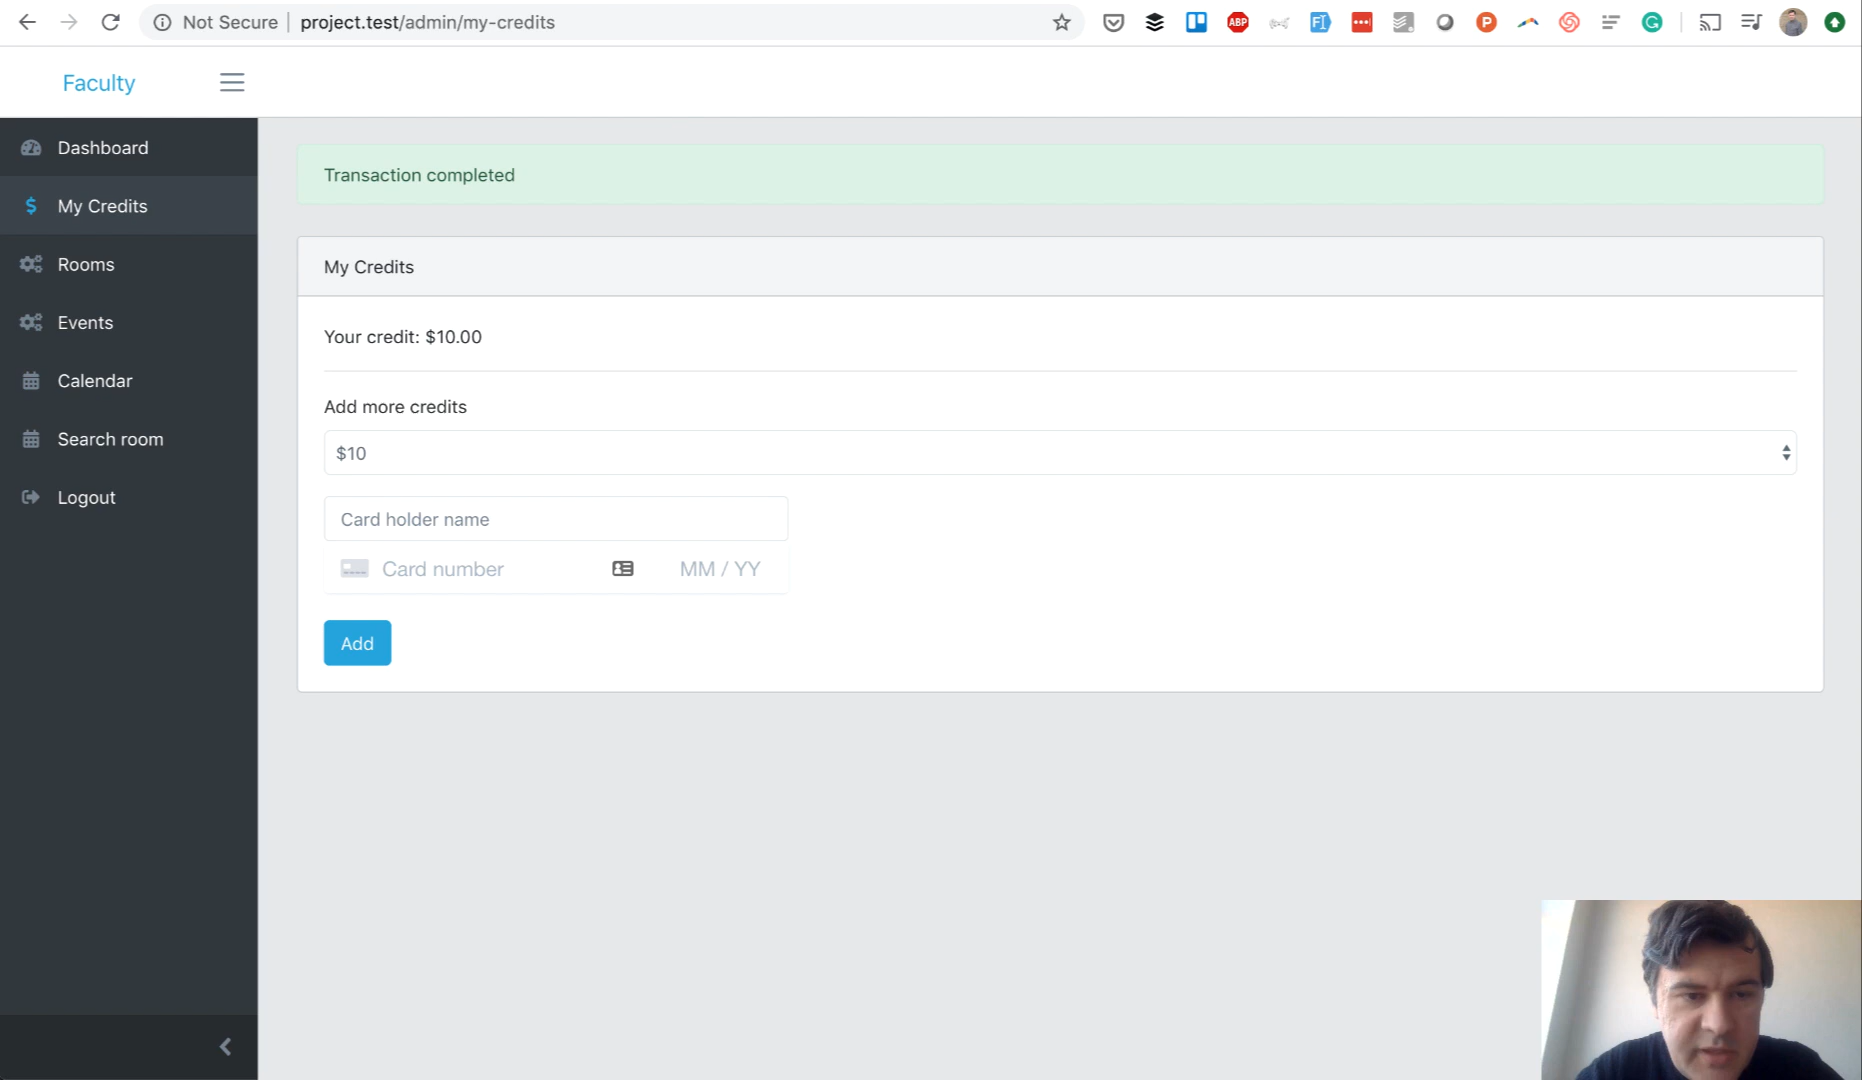 Not Secure | project.test/admin/my-credits
ABP
P
G
Faculty
Dashboard
Transaction completed
$ My Credits
Rooms
My Credits
Events
Your credit: $10.00
Calendar
Add more credits
Search room
$10
Logout
Card holder name
Card number MM / YY
Add